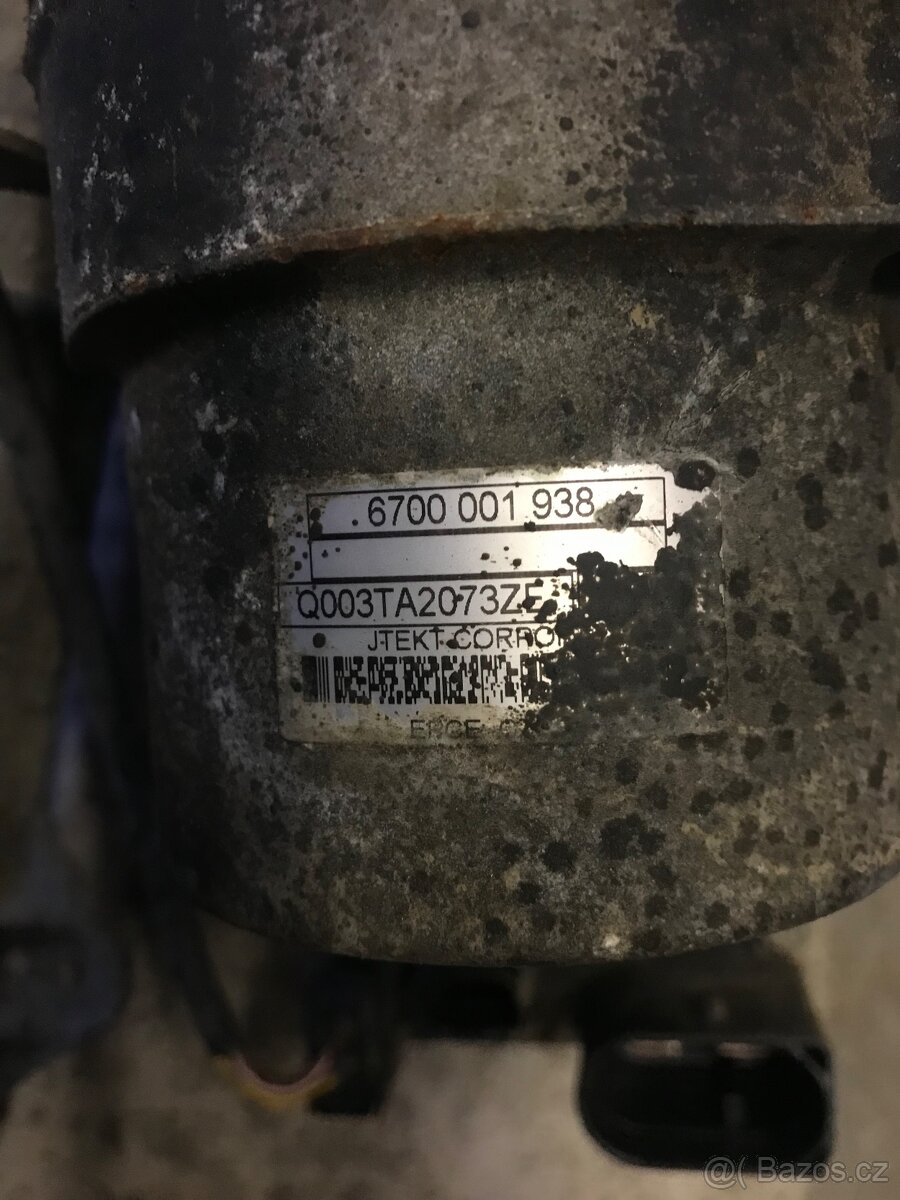 6700 001 938
Q003TA2073ZE
JTEKT CORPO
@( Bazos.cz